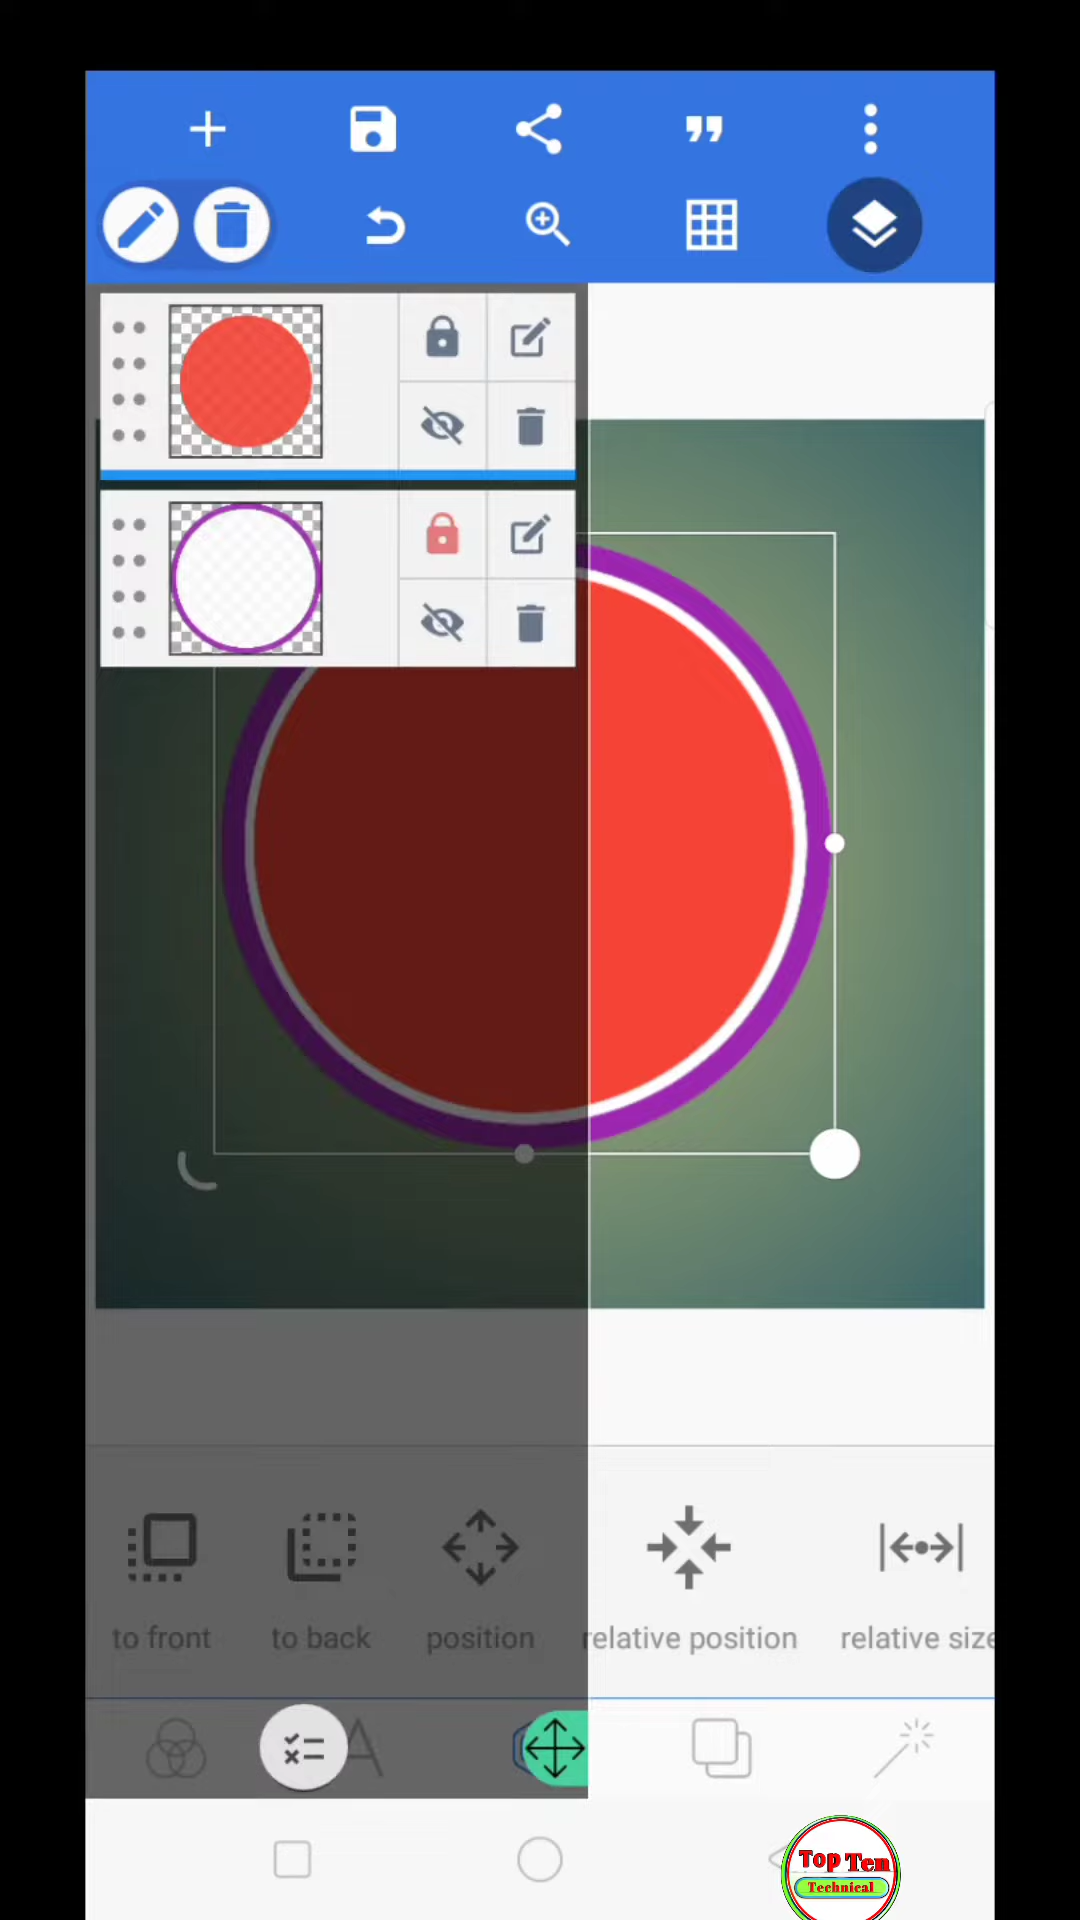 to front
to back
position
relative position
relative size
Top Ten
Technical